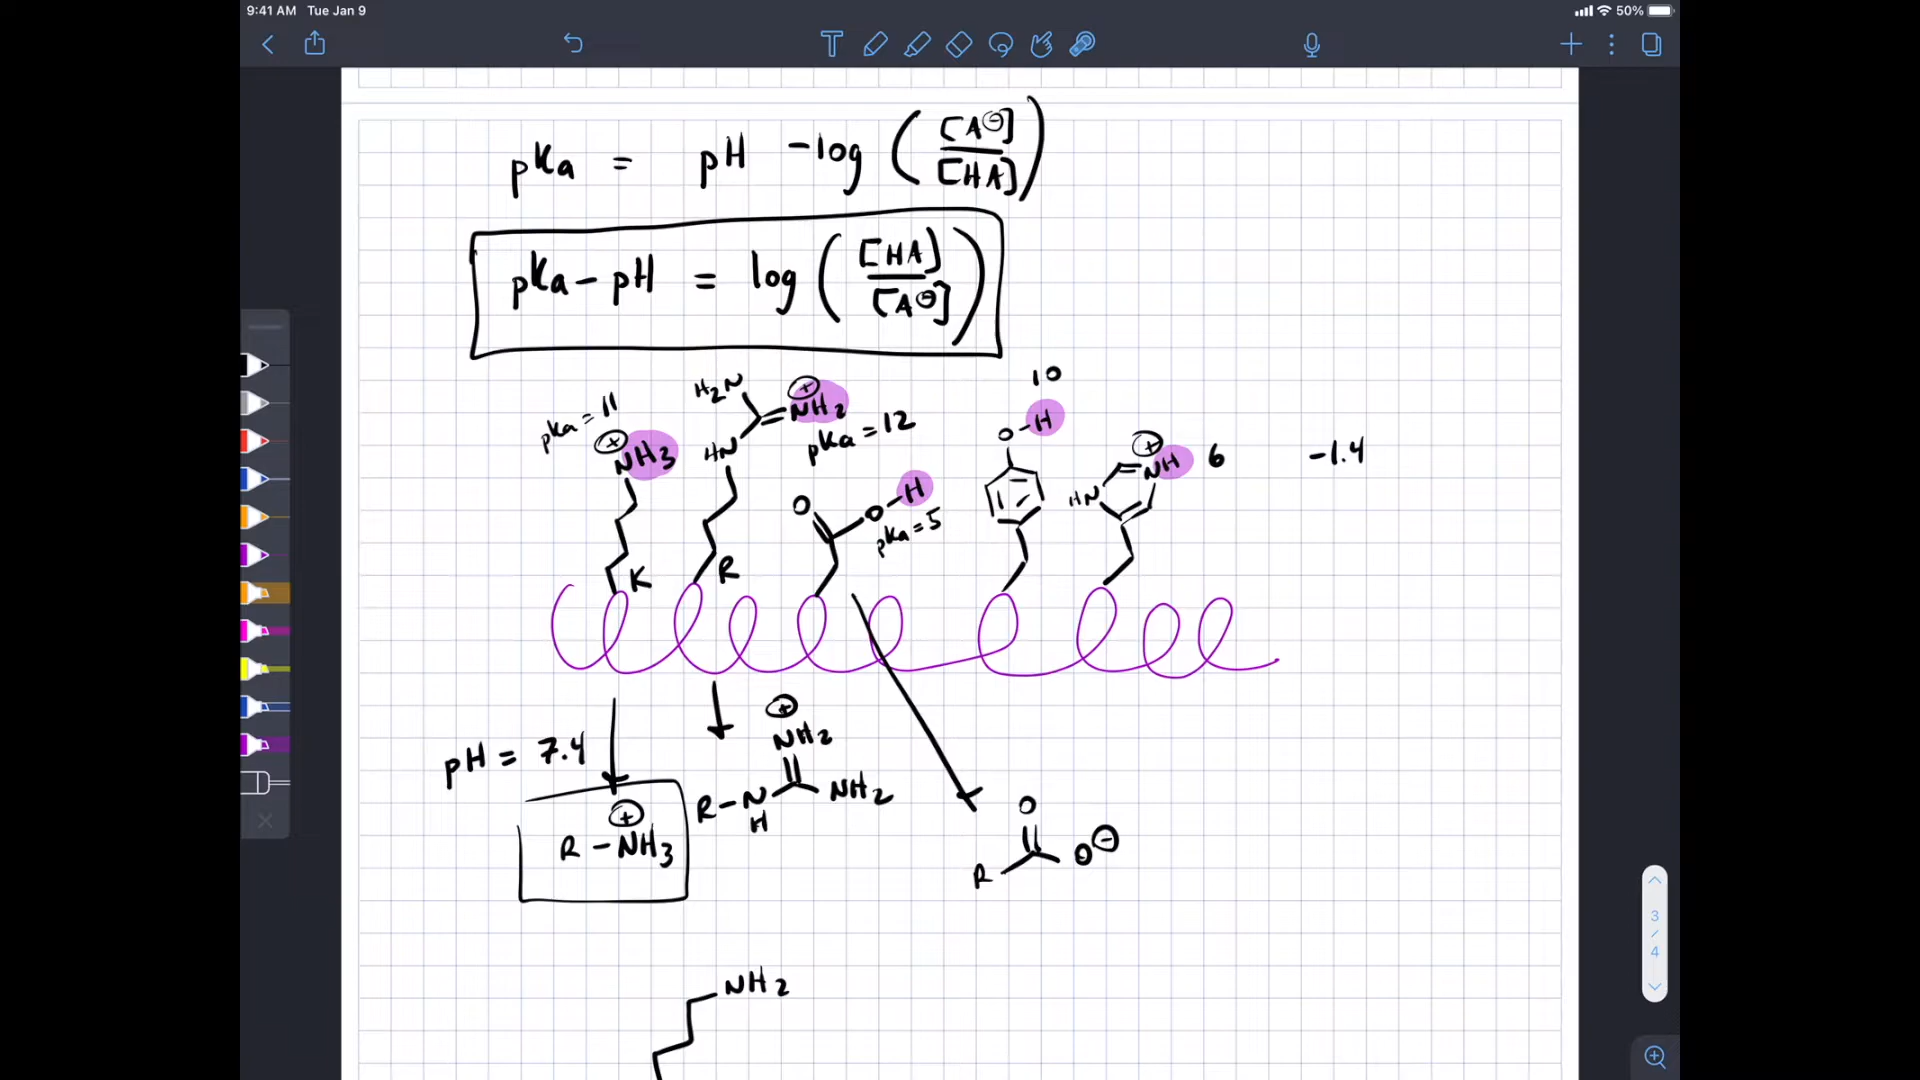 9:41 AM Tue Jan 9
50%
T
pKa = pH -log ([A⊖]/[HA])
pKa - pH = log ([HA]/[A⊖])
pKa = 11
⊕
NH3
K
H2N
⊕
NH2
HN
pKa = 12
R
O
O-H
pKa = 5
10
O-H
⊕
NH
HN
6
-1.4
pH = 7.4
⊕
R-NH3
⊕
NH2
R-N
H
NH2
O
R
O⊖
NH2
3
/
4